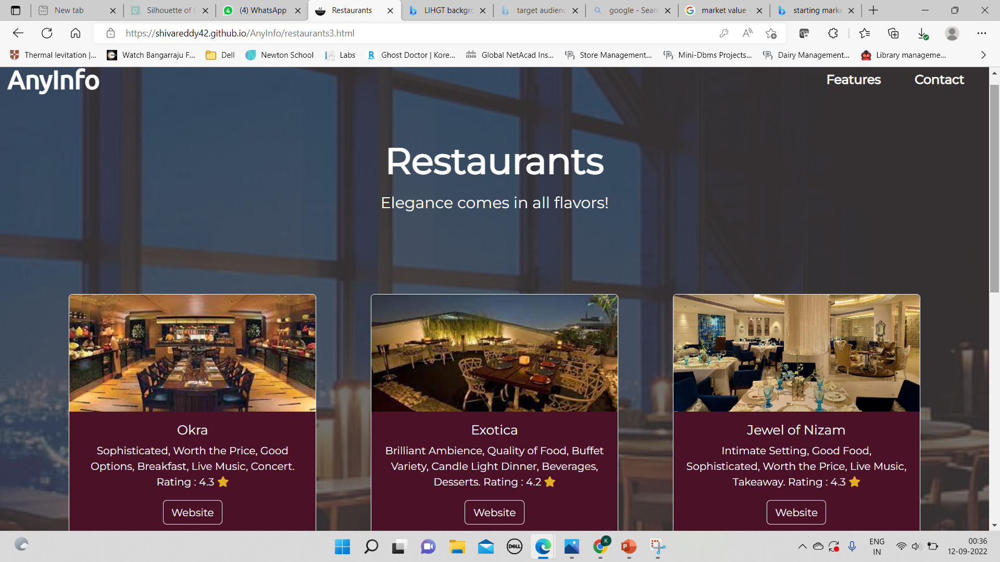 New tab
Silhouette of C
(4) WhatsApp
Restaurants
LIHGT backgro
target audienc
google - Sear
market value -
starting marke
https://shivareddy42.github.io/AnyInfo/restaurants3.html
Thermal levitation |...
Watch Bangarraju F...
Dell
Newton School
Labs
Ghost Doctor | Kore...
Global NetAcad Ins...
Store Management...
Mini-Dbms Projects...
Dairy Management...
Library manageme...
AnyInfo
Features
Contact
Restaurants
Elegance comes in all flavors!
Okra
Sophisticated, Worth the Price, Good
Options, Breakfast, Live Music, Concert.
Rating : 4.3
Website
Exotica
Brilliant Ambience, Quality of Food, Buffet
Variety, Candle Light Dinner, Beverages,
Desserts. Rating : 4.2
Website
Jewel of Nizam
Intimate Setting, Good Food,
Sophisticated, Worth the Price, Live Music,
Takeaway. Rating : 4.3
Website
DELL
K
ENG
IN
00:36
12-09-2022